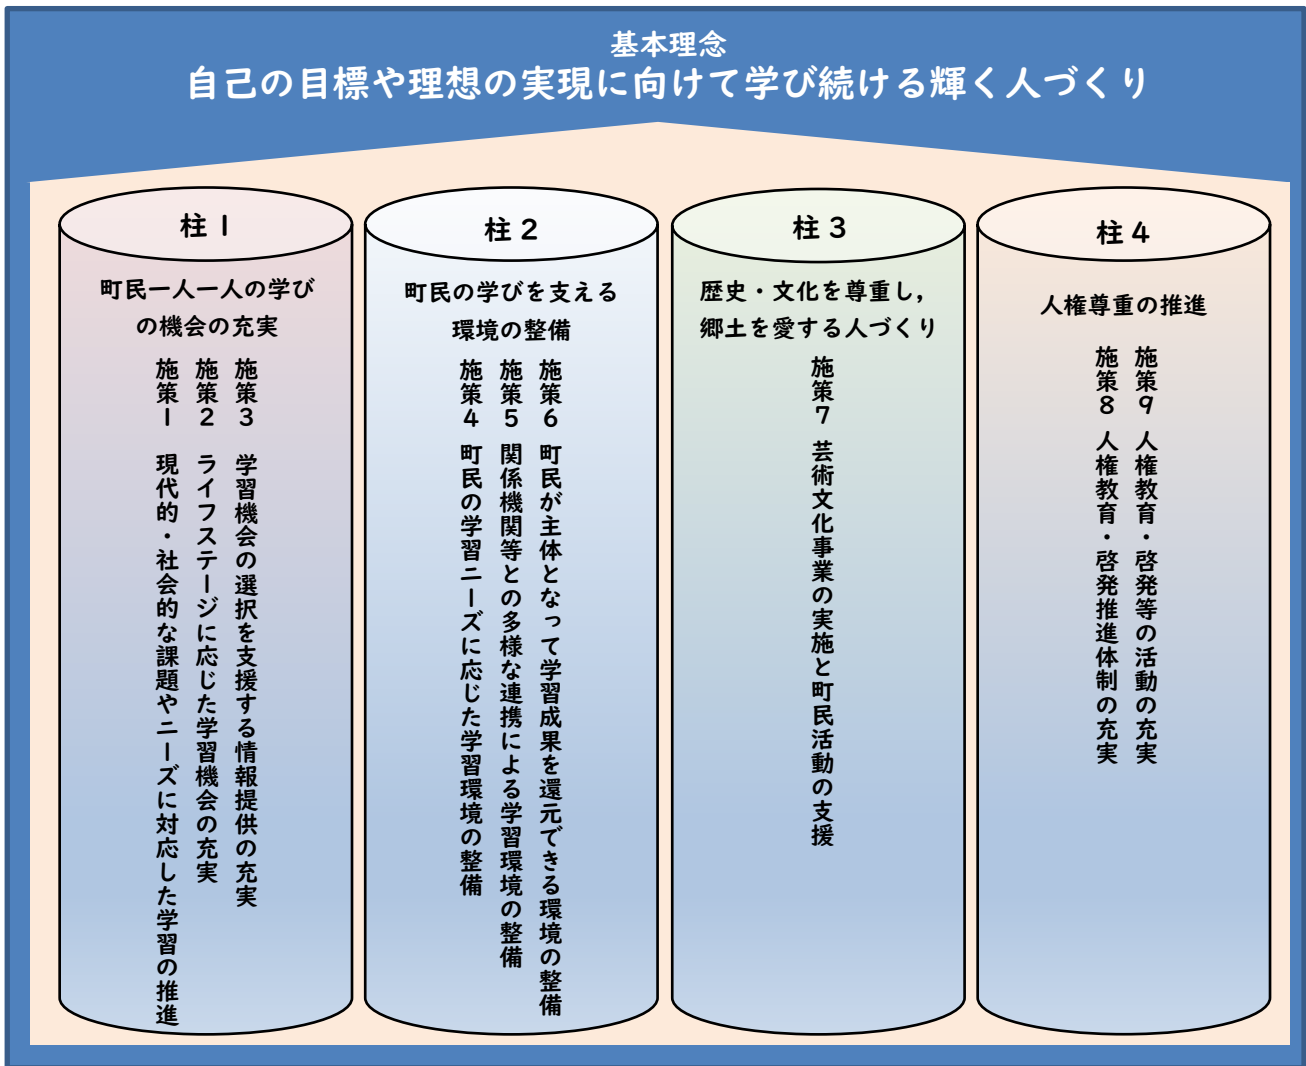 基本理念
自己の目標や理想の実現に向けて学び続ける輝く人づくり
柱1
町民一人一人の学び
の機会の充実
施策1 現代的・社会的な課題やニーズに対応した学習の推進
施策2 ライフステージに応じた学習機会の充実
施策3 学習機会の選択を支援する情報提供の充実
柱2
町民の学びを支える
環境の整備
施策4 町民の学習ニーズに応じた学習環境の整備
施策5 関係機関等との多様な連携による学習環境の整備
施策6 町民が主体となって学習成果を還元できる環境の整備
柱3
歴史・文化を尊重し，
郷土を愛する人づくり
施策7 芸術文化事業の実施と町民活動の支援
柱4
人権尊重の推進
施策8 人権教育・啓発推進体制の充実
施策9 人権教育・啓発等の活動の充実